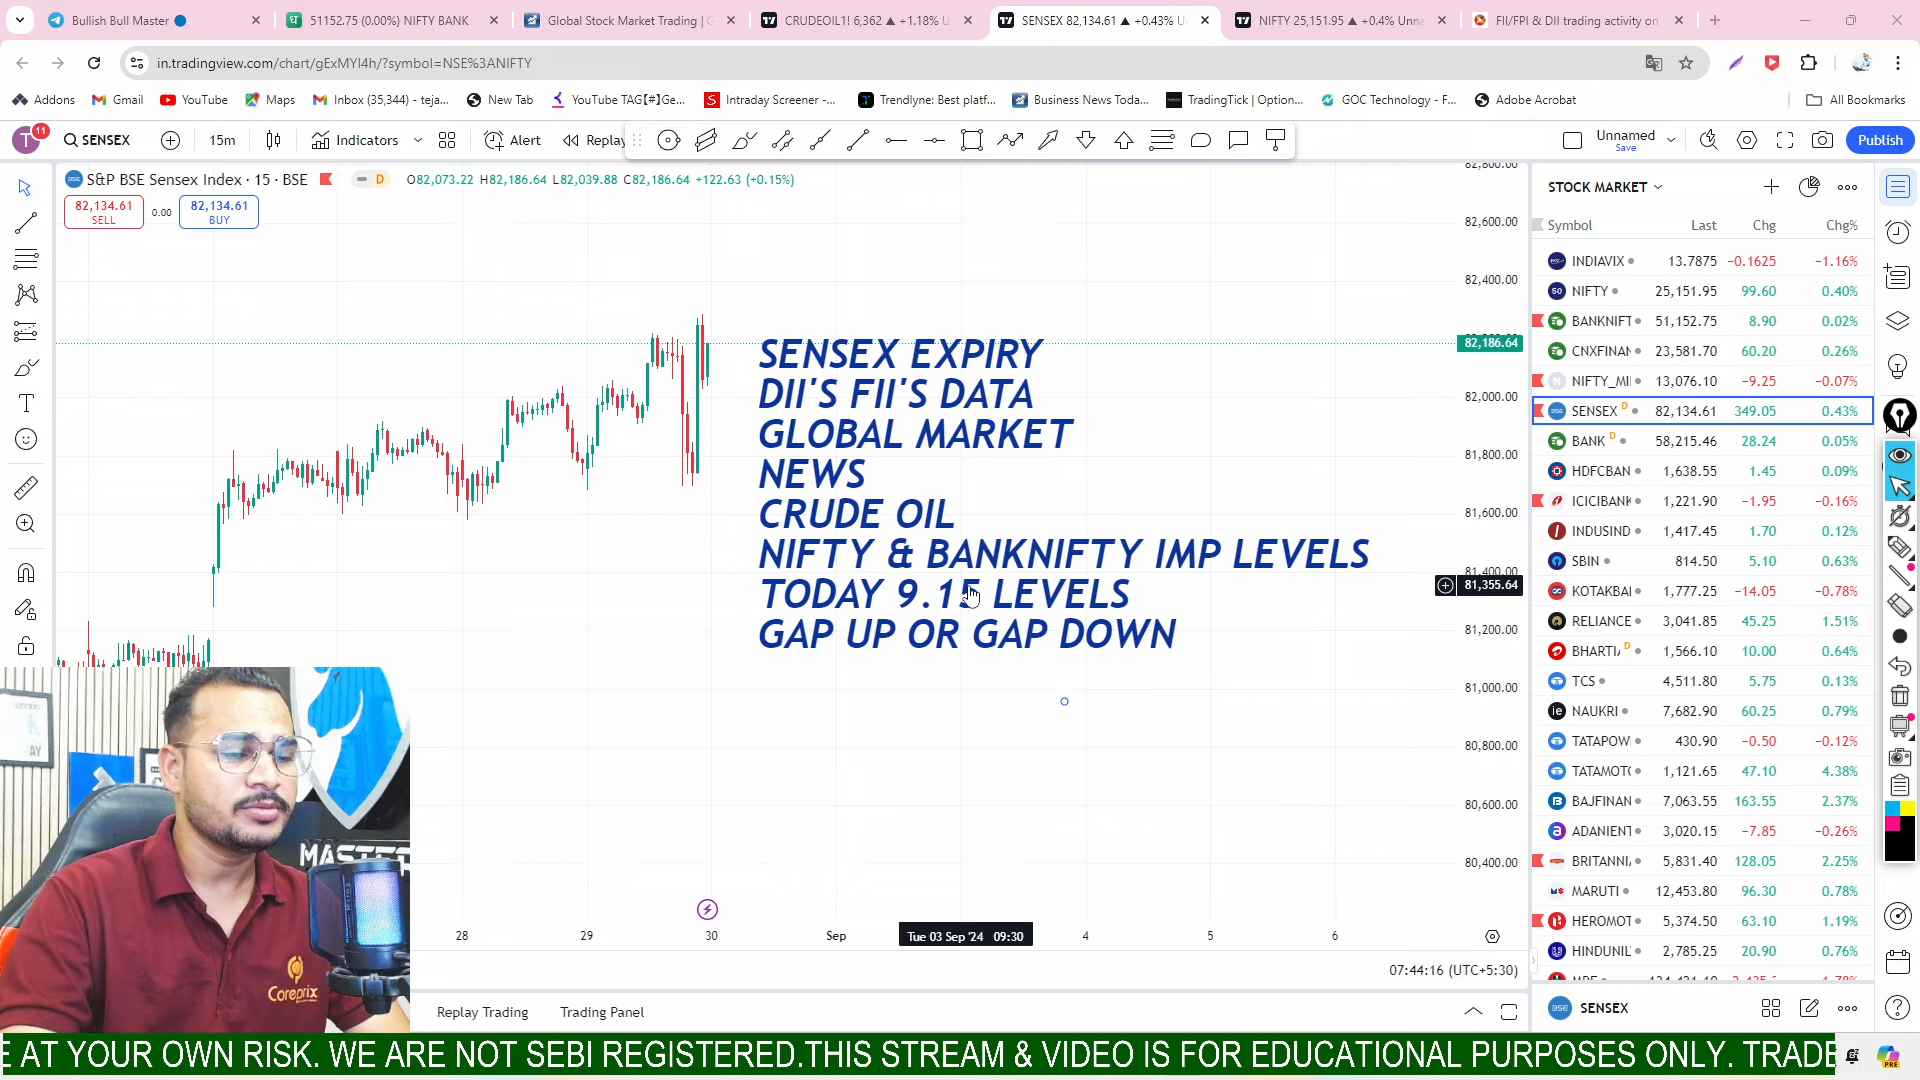 Bullish Bull Master
51152.75 (0.00%) NIFTY BANK
Global Stock Market Trading | G
CRUDEOIL1! 6,362 ▲ +1.18% U
SENSEX 82,134.61 ▲ +0.43% U
NIFTY 25,151.95 ▲ +0.4% Unna
FII/FPI & DII trading activity on
in.tradingview.com/chart/gExMYI4h/?symbol=NSE%3ANIFTY
Addons
Gmail
YouTube
Maps
Inbox (35,344) - teja...
New Tab
YouTube TAG【#】Ge...
Intraday Screener -...
Trendlyne: Best platf...
Business News Toda...
TradingTick | Option...
GOC Technology - F...
Adobe Acrobat
All Bookmarks
T 11
SENSEX
15m
Indicators
Alert
Replay
Unnamed
Save
Publish
S&P BSE Sensex Index · 15 · BSE
D
O82,073.22 H82,186.64 L82,039.88 C82,186.64 +122.63 (+0.15%)
82,134.61
SELL
0.00
82,134.61
BUY
SENSEX EXPIRY
DII'S FII'S DATA
GLOBAL MARKET
NEWS
CRUDE OIL
NIFTY & BANKNIFTY IMP LEVELS
TODAY 9.15 LEVELS
GAP UP OR GAP DOWN
82,800.00
82,600.00
82,400.00
82,186.64
82,000.00
81,800.00
81,600.00
81,400.00
81,355.64
81,200.00
81,000.00
80,800.00
80,600.00
80,400.00
28
29
30
Sep
Tue 03 Sep '24 09:30
4
5
6
07:44:16 (UTC+5:30)
Replay Trading
Trading Panel
STOCK MARKET
Symbol Last Chg Chg%
INDIAVIX 13.7875 −0.1625 −1.16%
NIFTY 25,151.95 99.60 0.40%
BANKNIFT 51,152.75 8.90 0.02%
CNXFINAN 23,581.70 60.20 0.26%
NIFTY_MI 13,076.10 −9.25 −0.07%
SENSEX D 82,134.61 349.05 0.43%
BANK D 58,215.46 28.24 0.05%
HDFCBAN 1,638.55 1.45 0.09%
ICICIBANK 1,221.90 −1.95 −0.16%
INDUSIND 1,417.45 1.70 0.12%
SBIN 814.50 5.10 0.63%
KOTAKBAI 1,777.25 −14.05 −0.78%
RELIANCE 3,041.85 45.25 1.51%
BHARTI D 1,566.10 10.00 0.64%
TCS 4,511.80 5.75 0.13%
NAUKRI 7,682.90 60.25 0.79%
TATAPOW 430.90 −0.50 −0.12%
TATAMOT 1,121.65 47.10 4.38%
BAJFINAN 7,063.55 163.55 2.37%
ADANIENT 3,020.15 −7.85 −0.26%
BRITANNI 5,831.40 128.05 2.25%
MARUTI 12,453.80 96.30 0.78%
HEROMOT 5,374.50 63.10 1.19%
HINDUNIL 2,785.25 20.90 0.76%
SENSEX
MASTER
Coreprix
E AT YOUR OWN RISK. WE ARE NOT SEBI REGISTERED.THIS STREAM & VIDEO IS FOR EDUCATIONAL PURPOSES ONLY. TRADE